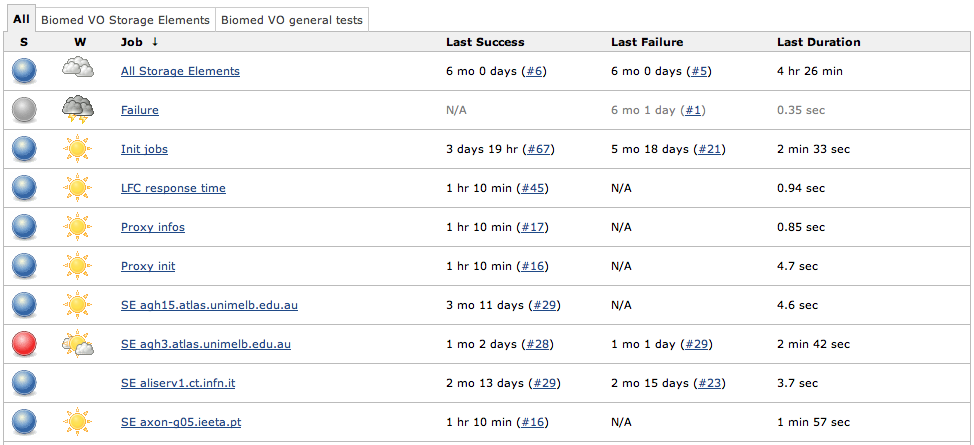 All Biomed VO Storage Elements Biomed VO general tests
S W Job ↓ Last Success Last Failure Last Duration
All Storage Elements 6 mo 0 days (#6) 6 mo 0 days (#5) 4 hr 26 min
Failure N/A 6 mo 1 day (#1) 0.35 sec
Init jobs 3 days 19 hr (#67) 5 mo 18 days (#21) 2 min 33 sec
LFC response time 1 hr 10 min (#45) N/A 0.94 sec
Proxy infos 1 hr 10 min (#17) N/A 0.85 sec
Proxy init 1 hr 10 min (#16) N/A 4.7 sec
SE agh15.atlas.unimelb.edu.au 3 mo 11 days (#29) N/A 4.6 sec
SE agh3.atlas.unimelb.edu.au 1 mo 2 days (#28) 1 mo 1 day (#29) 2 min 42 sec
SE aliserv1.ct.infn.it 2 mo 13 days (#29) 2 mo 15 days (#23) 3.7 sec
SE axon-g05.ieeta.pt 1 hr 10 min (#16) N/A 1 min 57 sec